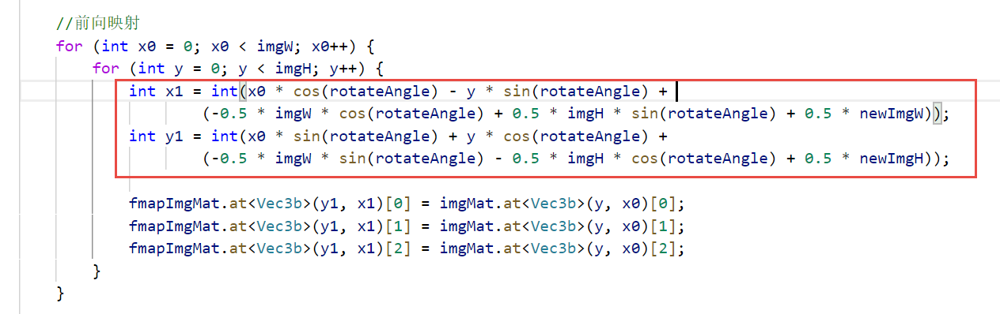 //前向映射
for (int x0 = 0; x0 < imgW; x0++) {
for (int y = 0; y < imgH; y++) {
int x1 = int(x0 * cos(rotateAngle) - y * sin(rotateAngle) +
(-0.5 * imgW * cos(rotateAngle) + 0.5 * imgH * sin(rotateAngle) + 0.5 * newImgW));
int y1 = int(x0 * sin(rotateAngle) + y * cos(rotateAngle) +
(-0.5 * imgW * sin(rotateAngle) - 0.5 * imgH * cos(rotateAngle) + 0.5 * newImgH));
fmapImgMat.at<Vec3b>(y1, x1)[0] = imgMat.at<Vec3b>(y, x0)[0];
fmapImgMat.at<Vec3b>(y1, x1)[1] = imgMat.at<Vec3b>(y, x0)[1];
fmapImgMat.at<Vec3b>(y1, x1)[2] = imgMat.at<Vec3b>(y, x0)[2];
}
}